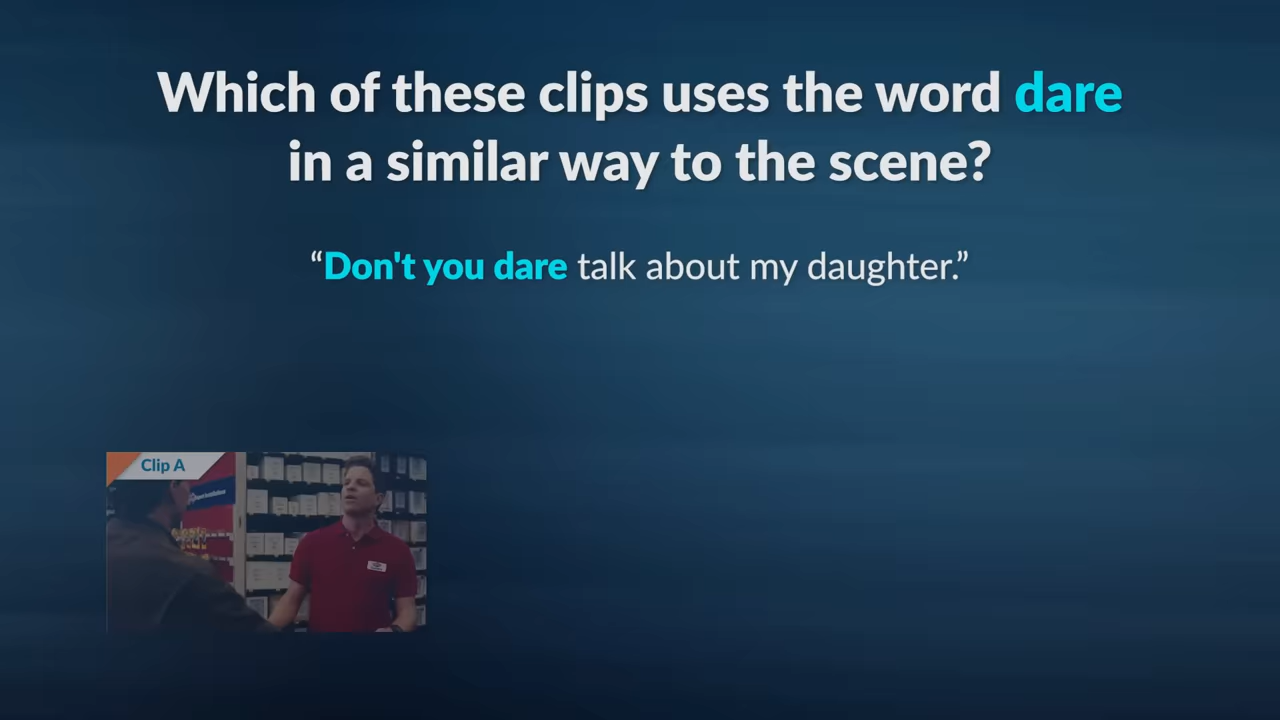 Which of these clips uses the word dare
in a similar way to the scene?
“Don't you dare talk about my daughter.”
Clip A